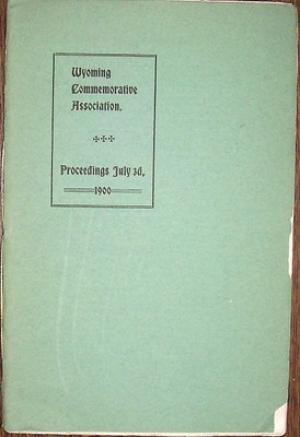 Wyoming
Commemorative
Association.
Proceedings July 3d,
1900